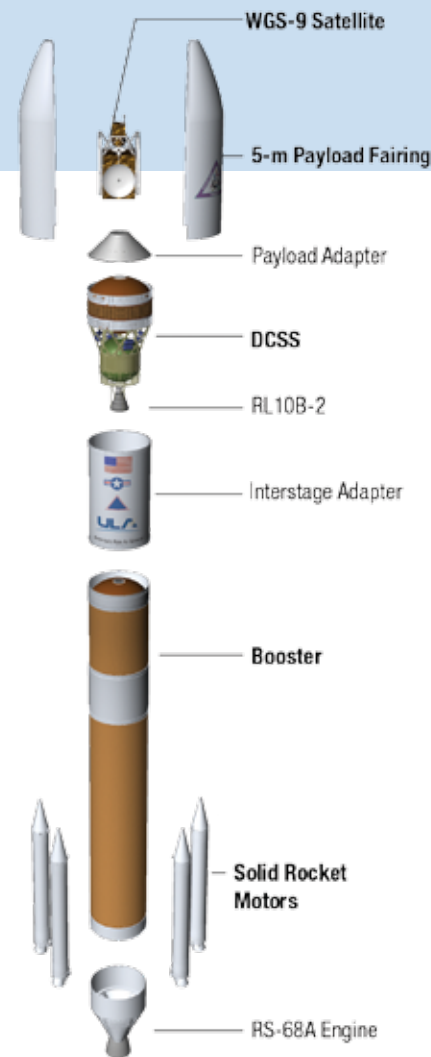 WGS-9 Satellite
5-m Payload Fairing
Payload Adapter
DCSS
RL10B-2
Interstage Adapter
ULA
Booster
Solid Rocket
Motors
RS-68A Engine